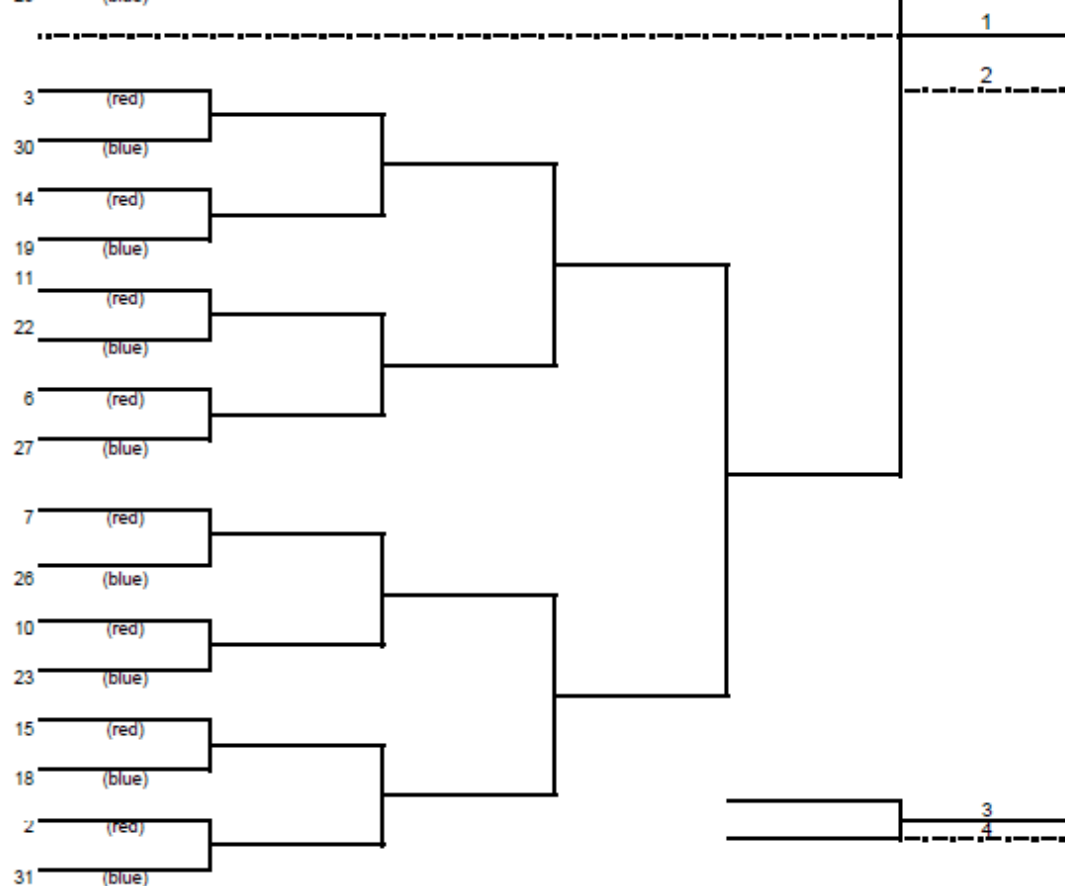 1
2
3 (red)
30 (blue)
14 (red)
19 (blue)
11 (red)
22 (blue)
6 (red)
27 (blue)
7 (red)
26 (blue)
10 (red)
23 (blue)
15 (red)
18 (blue)
3
2 (red)
4
31 (blue)